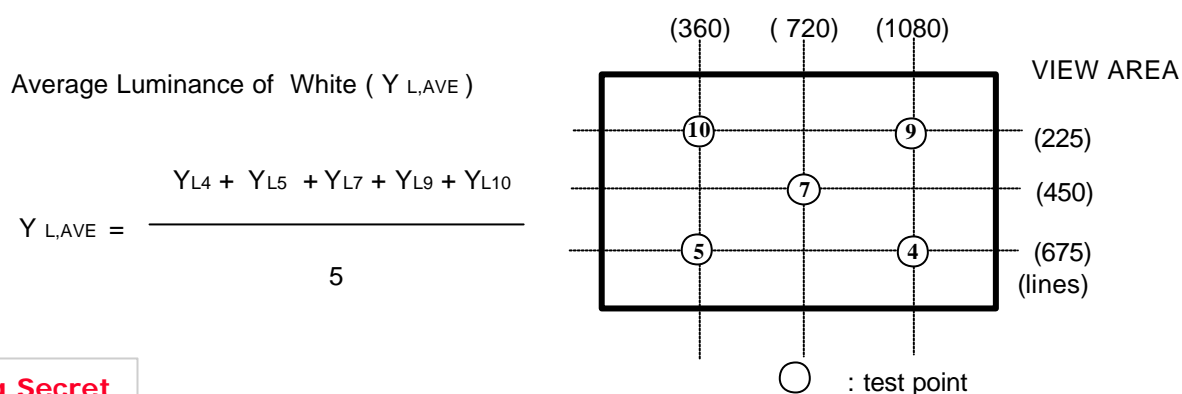 (360) ( 720) (1080)
VIEW AREA
Average Luminance of White ( Y L,AVE )
10 9 (225)
YL4 + YL5 + YL7 + YL9 + YL10
7 (450)
Y L,AVE =
5 4 (675)
5
(lines)
Secret
: test point